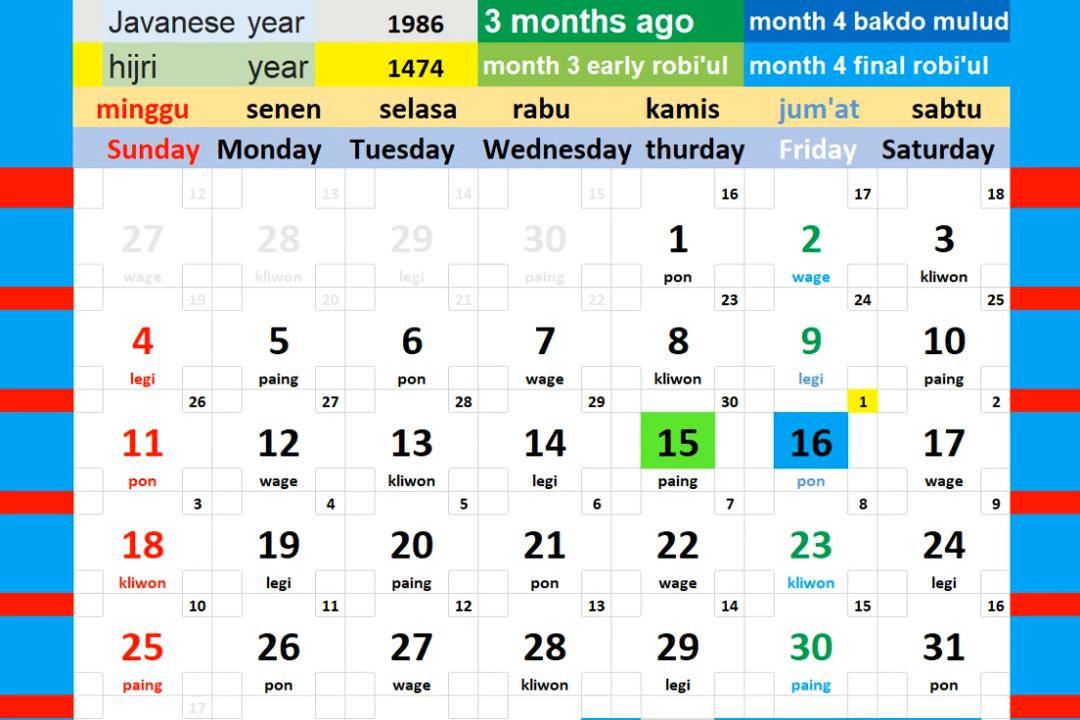 Javanese year 1986 3 months ago month 4 bakdo mulud
hijri year 1474 month 3 early robi'ul month 4 final robi'ul
minggu senen selasa rabu kamis jum'at sabtu
Sunday Monday Tuesday Wednesday thurday Friday Saturday
12 13 14 15 16 17 18
27 28 29 30 1 2 3
wage kliwon legi paing pon wage kliwon
19 20 21 22 23 24 25
4 5 6 7 8 9 10
legi paing pon wage kliwon legi paing
26 27 28 29 30 1 2
11 12 13 14 15 16 17
pon wage kliwon legi paing pon wage
3 4 5 6 7 8 9
18 19 20 21 22 23 24
kliwon legi paing pon wage kliwon legi
10 11 12 13 14 15 16
25 26 27 28 29 30 31
paing pon wage kliwon legi paing pon
17